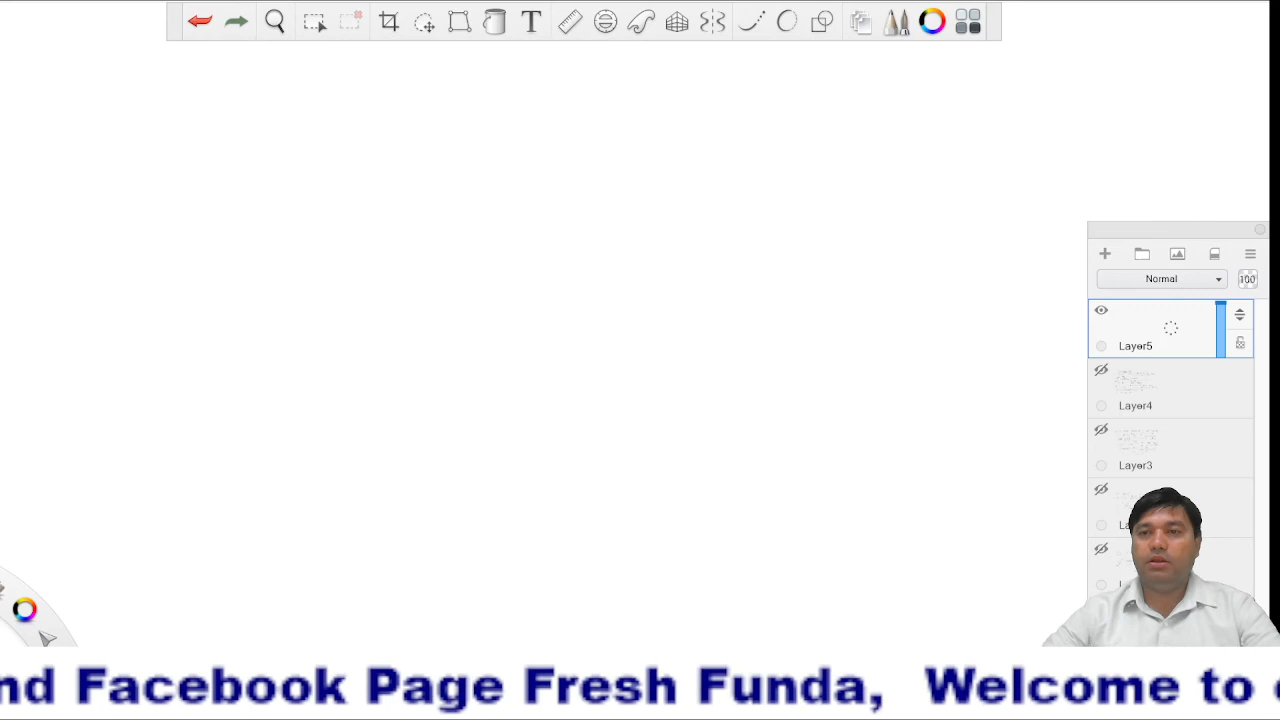 T
Normal
100
Layer5
Layer4
Layer3
nd Facebook Page Fresh Funda, Welcome to